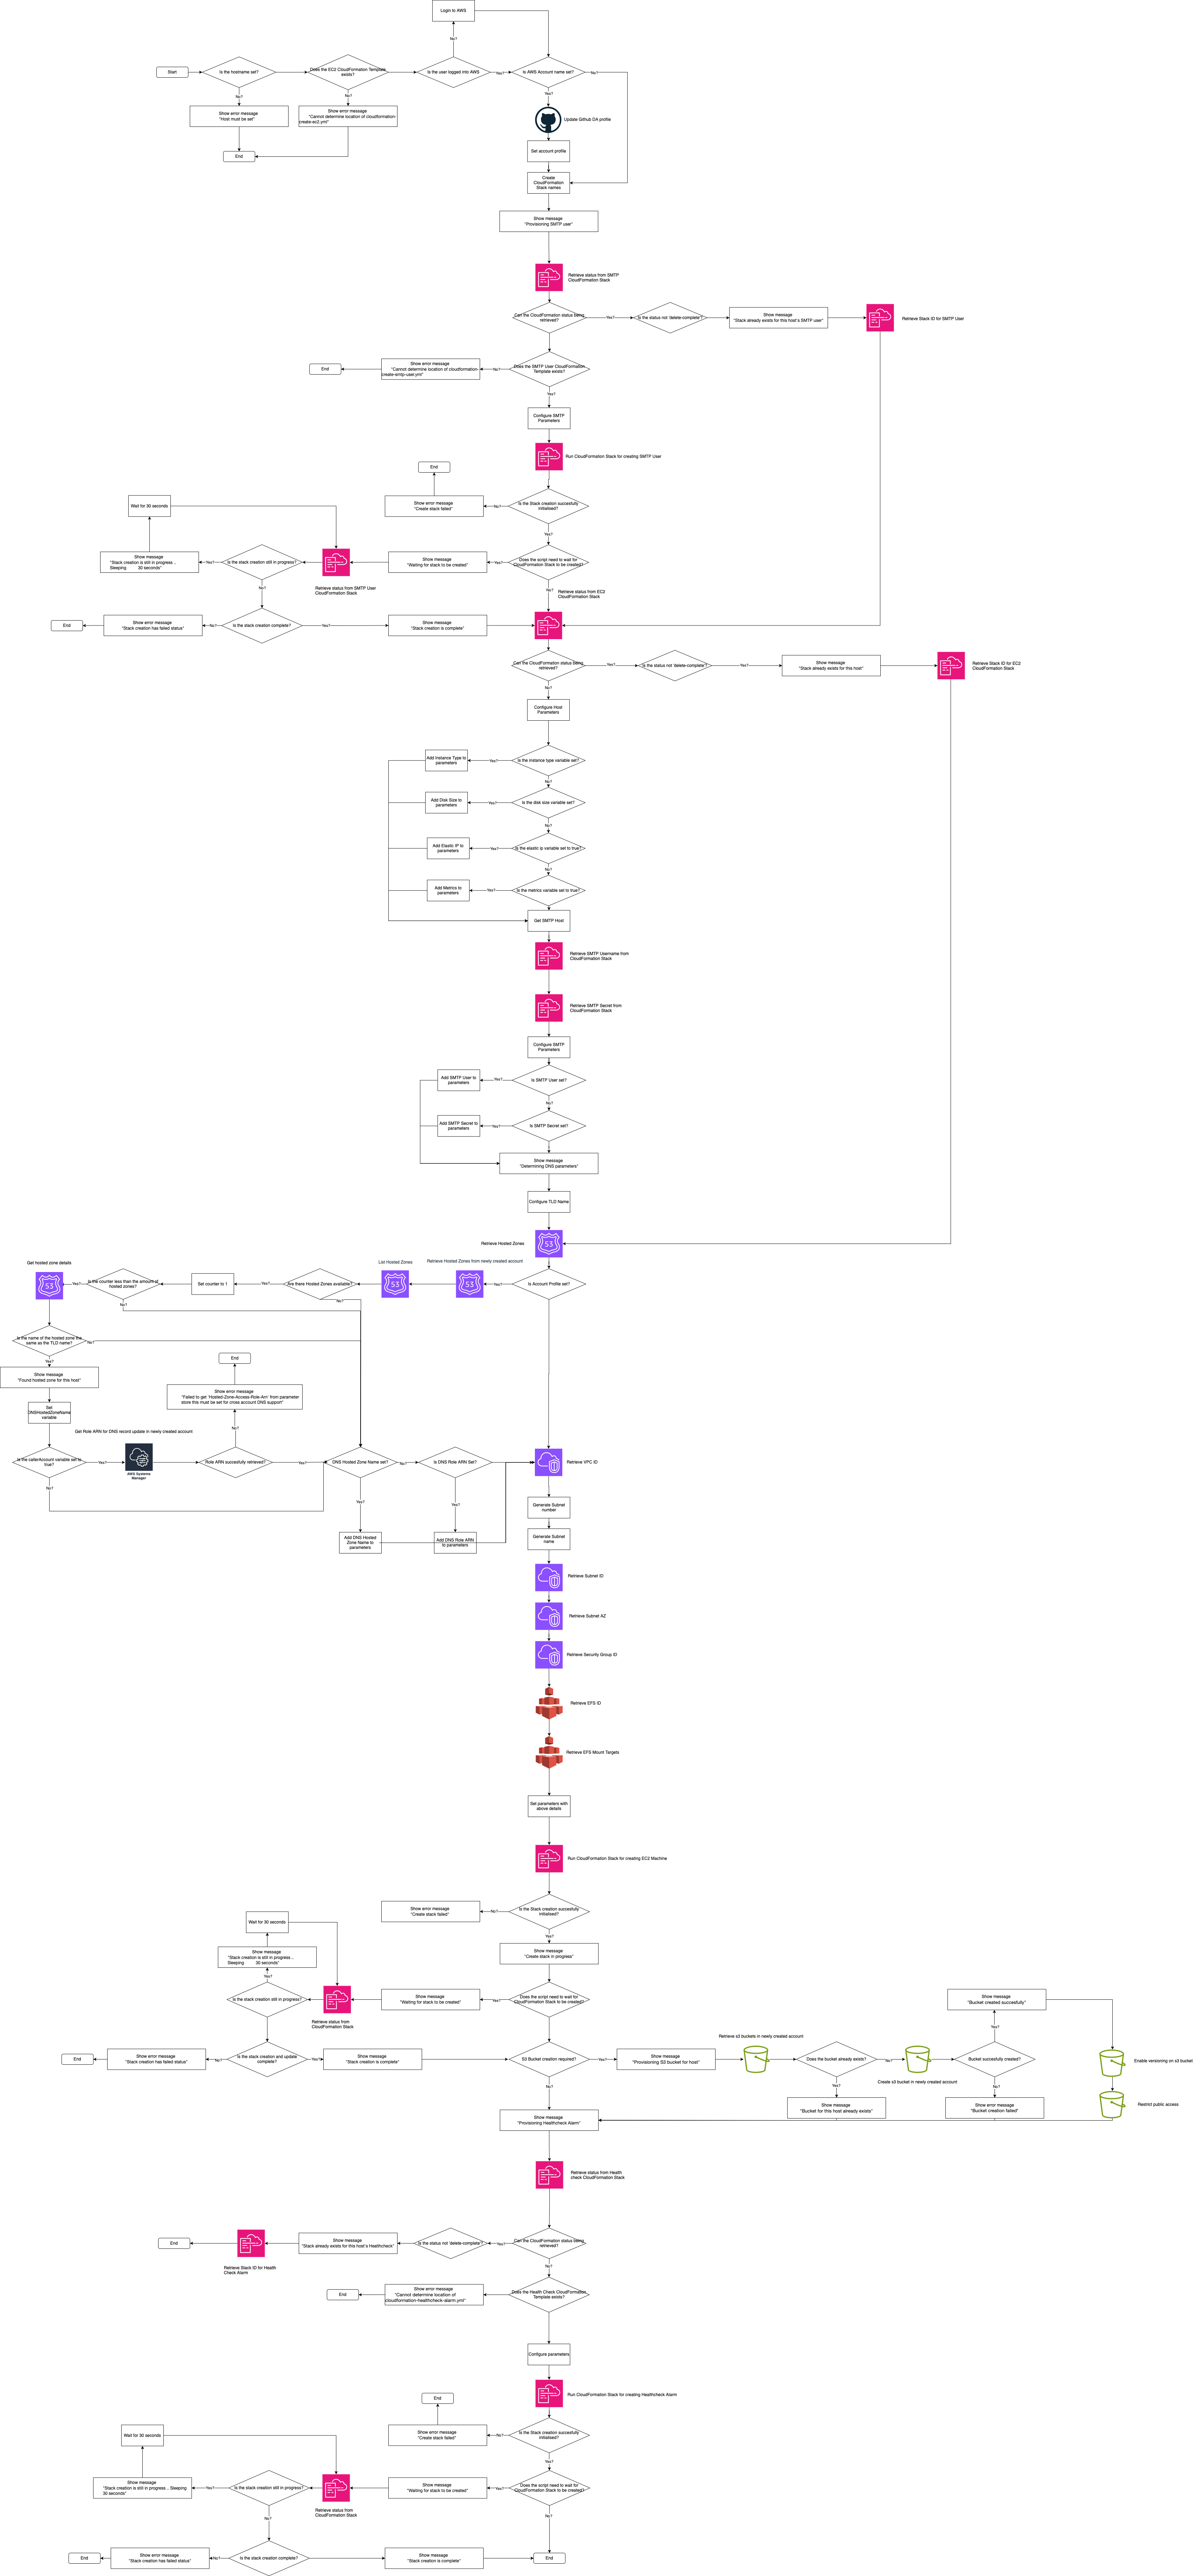 Login to AWS
No?
Start
Is the hostname set?
Does the EC2 CloudFormation Template
exists?
Is the user logged into AWS
Yes?
Is AWS Account name set?
No?
No?
No?
Yes?
Show error message
"Host must be set"
Show error message
"Cannot determine location of cloudformation-
create-ec2.yml"
Update Github DA profile
End
Set account profile
Create
CloudFormation
Stack names
Show message
"Provisioning SMTP user"
Retrieve status from SMTP
CloudFormation Stack
Can the CloudFormation status being
retrieved?
Yes?
Is the status not 'delete-complete'?
Show message
"Stack already exists for this host's SMTP user"
Retrieve Stack ID for SMTP User
End
Show error message
"Cannot determine location of cloudformation-
create-smtp-user.yml"
No?
Does the SMTP User CloudFormation
Template exists?
Yes?
Configure SMTP
Parameters
Run CloudFormation Stack for creating SMTP User
End
Wait for 30 seconds
Show error message
"Create stack failed"
No?
Is the Stack creation succesfully
initialised?
Yes?
Show message
"Stack creation is still in progress ..
Sleeping 30 seconds"
Yes?
Is the stack creation still in progress?
Show message
"Waiting for stack to be created"
Yes?
Does the script need to wait for
CloudFormation Stack to be created?
No?
Retrieve status from SMTP User
CloudFormation Stack
No?
Retrieve status from EC2
CloudFormation Stack
End
Show error message
"Stack creation has failed status"
No?
Is the stack creation complete?
Yes?
Show message
"Stack creation is complete"
Can the CloudFormation status being
retrieved?
Yes?
Is the status not 'delete-complete'?
Yes?
Show message
"Stack already exists for this host"
Retrieve Stack ID for EC2
CloudFormation Stack
No?
Configure Host
Parameters
Add Instance Type to
parameters
Yes?
Is the instance type variable set?
No?
Add Disk Size to
parameters
Yes?
Is the disk size variable set?
No?
Add Elastic IP to
parameters
Yes?
Is the elastic ip variable set to true?
No?
Add Metrics to
parameters
Yes?
Is the metrics variable set to true?
Get SMTP Host
Retrieve SMTP Username from
CloudFormation Stack
Retrieve SMTP Secret from
CloudFormation Stack
Configure SMTP
Parameters
Add SMTP User to
parameters
Yes?
Is SMTP User set?
No?
Add SMTP Secret to
parameters
Yes?
Is SMTP Secret set?
Show message
"Determining DNS parameters"
Configure TLD Name
Retrieve Hosted Zones
53
Get hosted zone details
List Hosted Zones
Retrieve Hosted Zones from newly created account
53
Yes?
Is the counter less than the amount of
hosted zones?
Set counter to 1
Yes?
Are there Hosted Zones available?
53
53
Yes?
Is Account Profile set?
No?
No?
Is the name of the hosted zone the
same as the TLD name?
No?
Yes?
Show message
"Found hosted zone for this host"
End
Show error message
"Failed to get 'Hosted-Zone-Access-Role-Arn' from parameter
store this must be set for cross account DNS support"
Set
DNSHostedZoneName
variable
No?
Get Role ARN for DNS record update in newly created account
Is the callerAccount variable set to
true?
Yes?
AWS Systems
Manager
Role ARN succesfully retrieved?
Yes?
DNS Hosted Zone Name set?
No?
Is DNS Role ARN Set?
Retrieve VPC ID
No?
Yes?
Yes?
Generate Subnet
number
Add DNS Hosted
Zone Name to
parameters
Add DNS Role ARN
to parameters
Generate Subnet
name
Retrieve Subnet ID
Retrieve Subnet AZ
Retrieve Security Group ID
Retrieve EFS ID
Retrieve EFS Mount Targets
Set parameters with
above details
Run CloudFormation Stack for creating EC2 Machine
Show error message
"Create stack failed"
No?
Is the Stack creation succesfully
initialised?
Wait for 30 seconds
Yes?
Show message
"Stack creation is still in progress ..
Sleeping 30 seconds"
Show message
"Create stack in progress"
Yes?
Is the stack creation still in progress?
Show message
"Waiting for stack to be created"
Yes?
Does the script need to wait for
CloudFormation Stack to be created?
Show message
"Bucket created succesfully"
Retrieve status from
CloudFormation Stack
Yes?
Retrieve s3 buckets in newly created account
End
Show error message
"Stack creation has failed status"
No?
Is the stack creation and update
complete?
Yes?
Show message
"Stack creation is complete"
S3 Bucket creation required?
Yes?
Show message
"Provisioning S3 bucket for host"
Does the bucket already exists?
No?
Bucket succesfully created?
Enable versioning on s3 bucket
Create s3 bucket in newly created account
No?
Yes?
No?
Show message
"Bucket for this host already exists"
Show error message
"Bucket creation failed"
Restrict public access
Show message
"Provisioning Healthcheck Alarm"
Retrieve status from Health
check CloudFormation Stack
End
Show message
"Stack already exists for this host's Healthcheck"
Is the status not 'delete-complete'?
Yes?
Can the CloudFormation status being
retrieved?
Retrieve Stack ID for Health
Check Alarm
No?
End
Show error message
"Cannot determine location of
cloudformation-healthcheck-alarm.yml"
Does the Health Check CloudFormation
Template exists?
Configure parameters
Run CloudFormation Stack for creating Healthcheck Alarm
End
Wait for 30 seconds
Show error message
"Create stack failed"
No?
Is the Stack creation succesfully
initialised?
Yes?
Show message
"Stack creation is still in progress .. Sleeping
30 seconds"
Yes?
Is the stack creation still in progress?
Show message
"Waiting for stack to be created"
Yes?
Does the script need to wait for
CloudFormation Stack to be created?
Retrieve status from
CloudFormation Stack
No?
No?
End
Show error message
"Stack creation has failed status"
No?
Is the stack creation complete?
Show message
"Stack creation is complete"
End